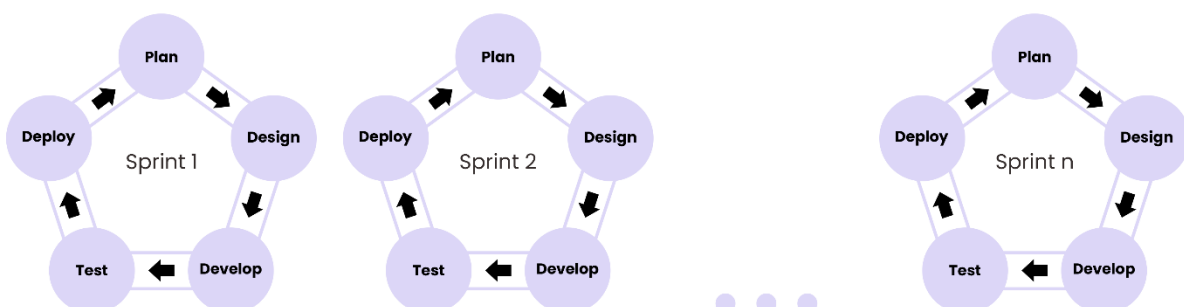 Plan
Deploy
Design
Sprint 1
Test
Develop
Plan
Deploy
Design
Sprint 2
Test
Develop
Plan
Deploy
Design
Sprint n
Test
Develop